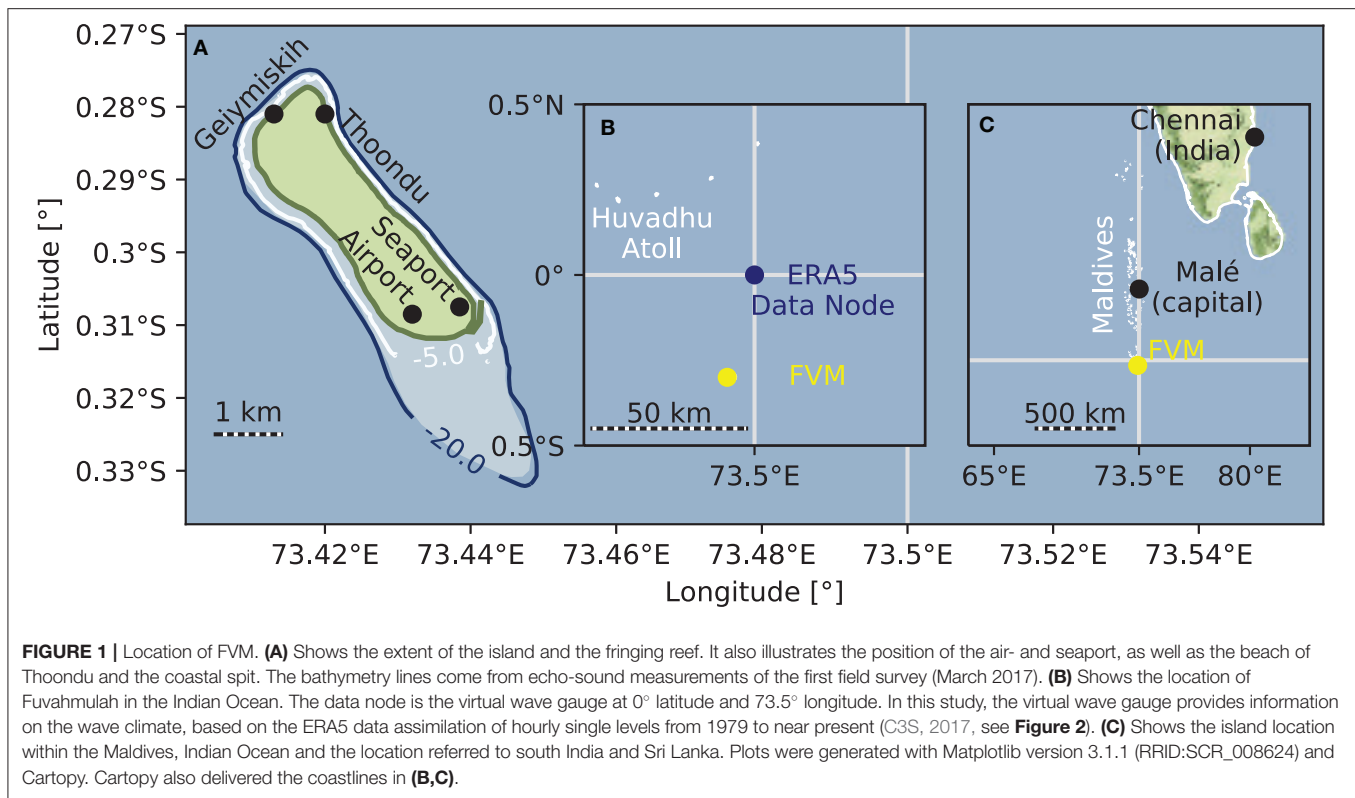 A
B
C
0.27°S
0.28°S
0.29°S
0.3°S
0.31°S
0.32°S
0.33°S
Latitude [°]
Geiymiskih
Thoondu
Seaport
Airport
-5.0
-20.0
1 km
0.5°N
0°
0.5°S
Huvadhu
Atoll
ERA5
Data Node
FVM
50 km
73.5°E
Chennai
(India)
Maldives
Malé
(capital)
FVM
500 km
65°E
73.5°E
80°E
73.42°E
73.44°E
73.46°E
73.48°E
73.5°E
73.52°E
73.54°E
Longitude [°]
FIGURE 1 | Location of FVM. (A) Shows the extent of the island and the fringing reef. It also illustrates the position of the air- and seaport, as well as the beach of
Thoondu and the coastal spit. The bathymetry lines come from echo-sound measurements of the first field survey (March 2017). (B) Shows the location of
Fuvahmulah in the Indian Ocean. The data node is the virtual wave gauge at 0° latitude and 73.5° longitude. In this study, the virtual wave gauge provides information
on the wave climate, based on the ERA5 data assimilation of hourly single levels from 1979 to near present (C3S, 2017, see Figure 2). (C) Shows the island location
within the Maldives, Indian Ocean and the location referred to south India and Sri Lanka. Plots were generated with Matplotlib version 3.1.1 (RRID:SCR_008624) and
Cartopy. Cartopy also delivered the coastlines in (B,C).